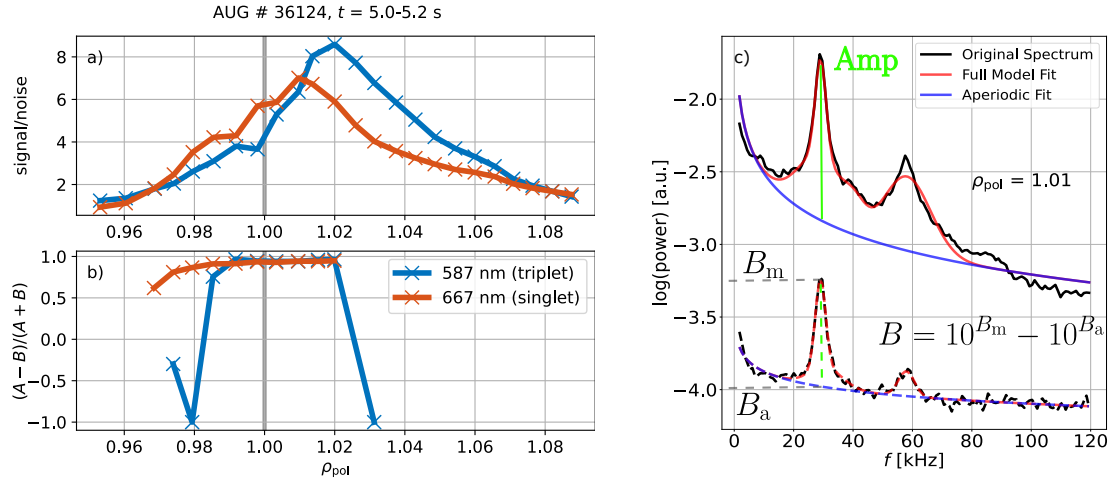 AUG # 36124, t = 5.0-5.2 s
a)
signal/noise
8
6
4
2
0.96 0.98 1.00 1.02 1.04 1.06 1.08
b)
(A − B)/(A + B)
1.0
0.5
0.0
−0.5
−1.0
587 nm (triplet)
667 nm (singlet)
0.96 0.98 1.00 1.02 1.04 1.06 1.08
ρpol
c)
Amp
Original Spectrum
Full Model Fit
Aperiodic Fit
ρpol = 1.01
log(power) [a.u.]
−2.0
−2.5
−3.0
−3.5
−4.0
Bm
B = 10^Bm − 10^Ba
Ba
0 20 40 60 80 100 120
f [kHz]